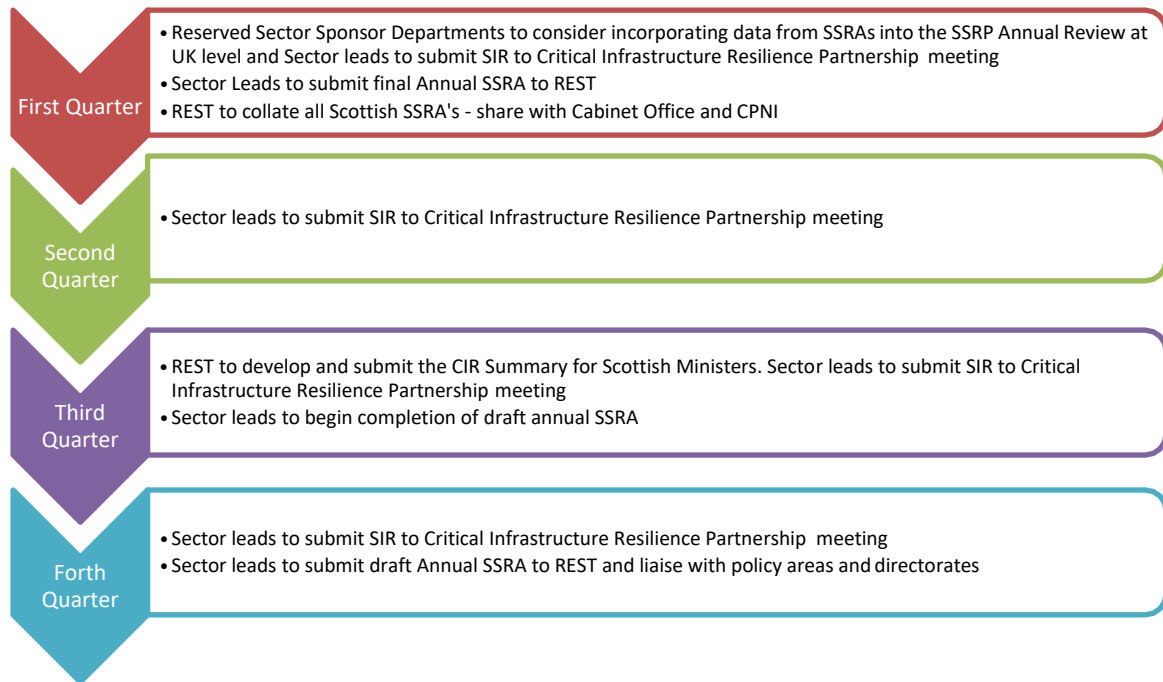 First Quarter
• Reserved Sector Sponsor Departments to consider incorporating data from SSRAs into the SSRP Annual Review at
UK level and Sector leads to submit SIR to Critical Infrastructure Resilience Partnership meeting
• Sector Leads to submit final Annual SSRA to REST
• REST to collate all Scottish SSRA's - share with Cabinet Office and CPNI
Second
Quarter
• Sector leads to submit SIR to Critical Infrastructure Resilience Partnership meeting
Third
Quarter
• REST to develop and submit the CIR Summary for Scottish Ministers. Sector leads to submit SIR to Critical
Infrastructure Resilience Partnership meeting
• Sector leads to begin completion of draft annual SSRA
Forth
Quarter
• Sector leads to submit SIR to Critical Infrastructure Resilience Partnership meeting
• Sector leads to submit draft Annual SSRA to REST and liaise with policy areas and directorates